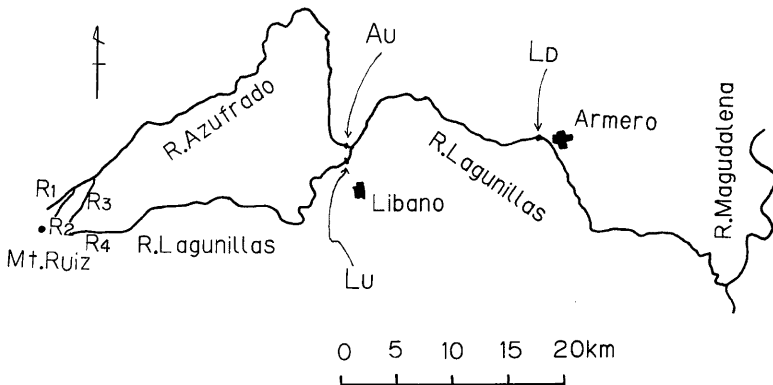 Au
LD
R.Azufrado
Armero
R.Lagunillas
R.Magudalena
R1
R3
R2
R4
Libano
R.Lagunillas
Mt.Ruiz
Lu
0 5 10 15 20km